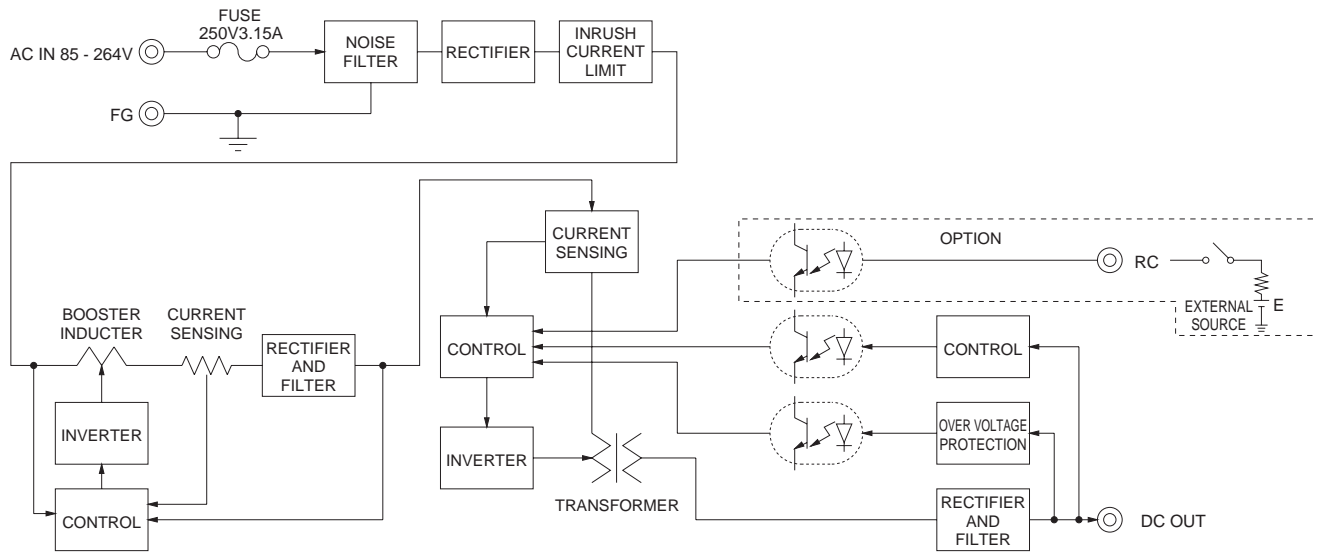 FUSE
250V3.15A
AC IN 85 - 264V
NOISE
FILTER
RECTIFIER
INRUSH
CURRENT
LIMIT
FG
CURRENT
SENSING
OPTION
RC
E
EXTERNAL
SOURCE
BOOSTER
INDUCTER
CURRENT
SENSING
RECTIFIER
AND
FILTER
CONTROL
CONTROL
INVERTER
INVERTER
OVER VOLTAGE
PROTECTION
TRANSFORMER
CONTROL
RECTIFIER
AND
FILTER
DC OUT